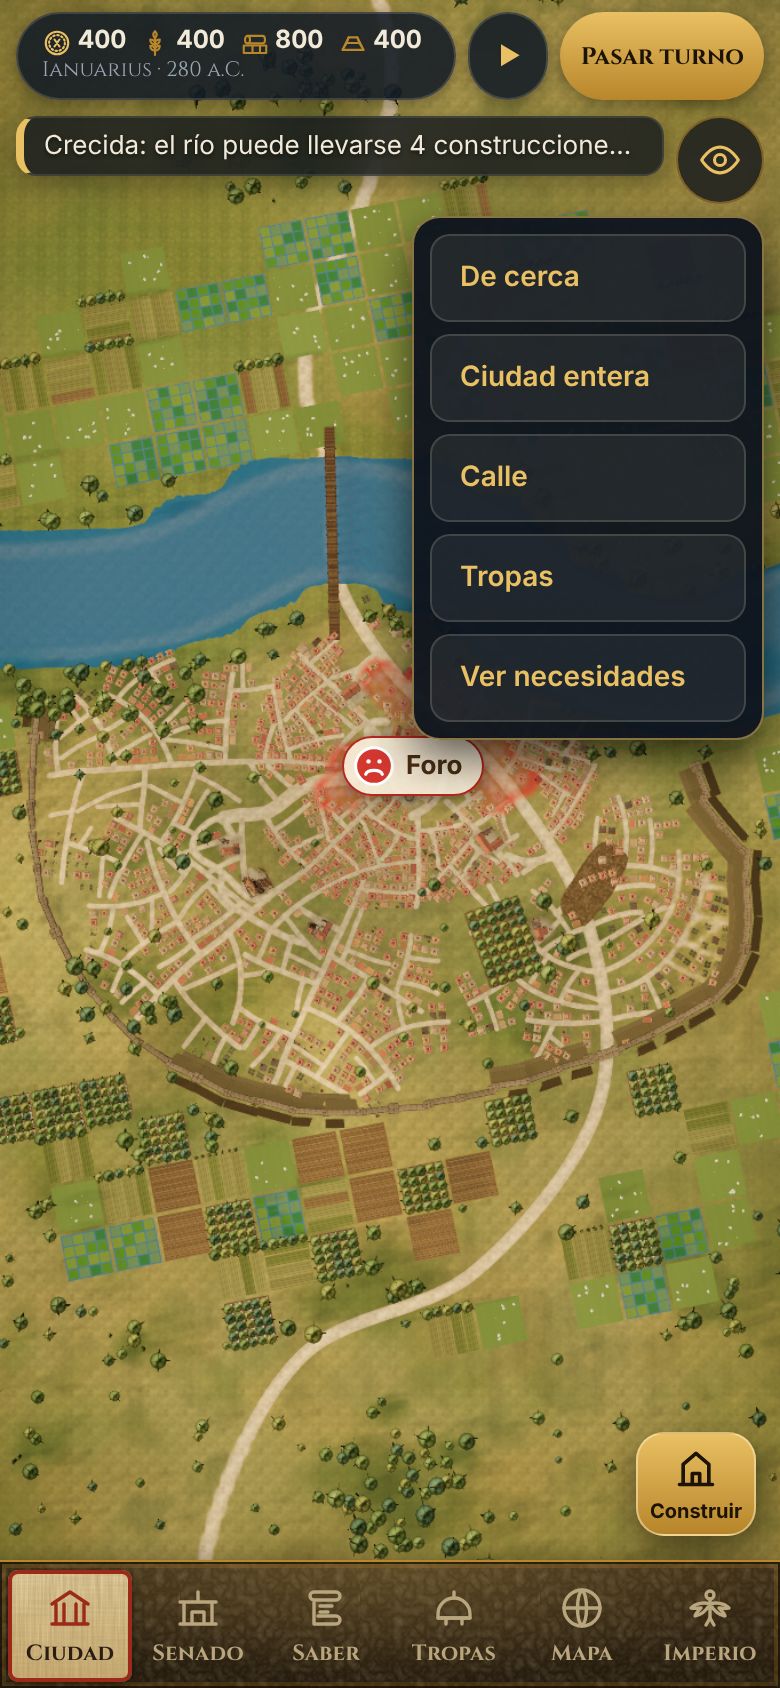 400 400 800 400
Ianuarius · 280 a.C.
Pasar turno
Crecida: el río puede llevarse 4 construccione...
De cerca
Ciudad entera
Calle
Tropas
Ver necesidades
Foro
Construir
Ciudad Senado Saber Tropas Mapa Imperio